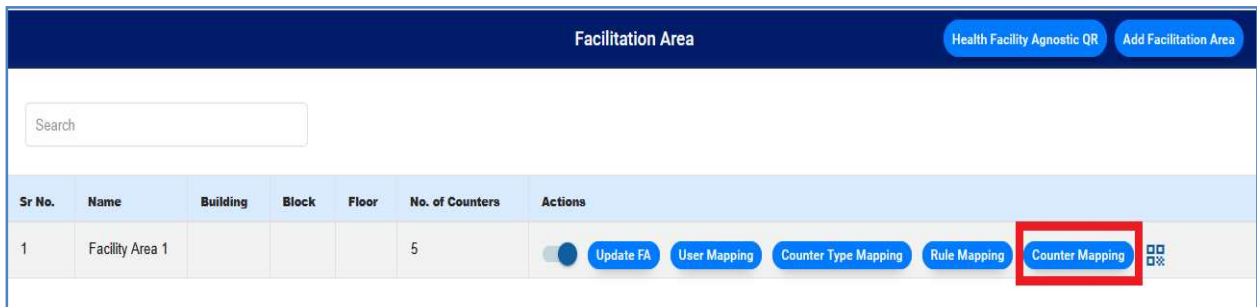 Facilitation Area Health Facility Agnostic QR Add Facilitation Area
Search
Sr No. Name Building Block Floor No. of Counters Actions
1 Facility Area 1 5 Update FA User Mapping Counter Type Mapping Rule Mapping Counter Mapping